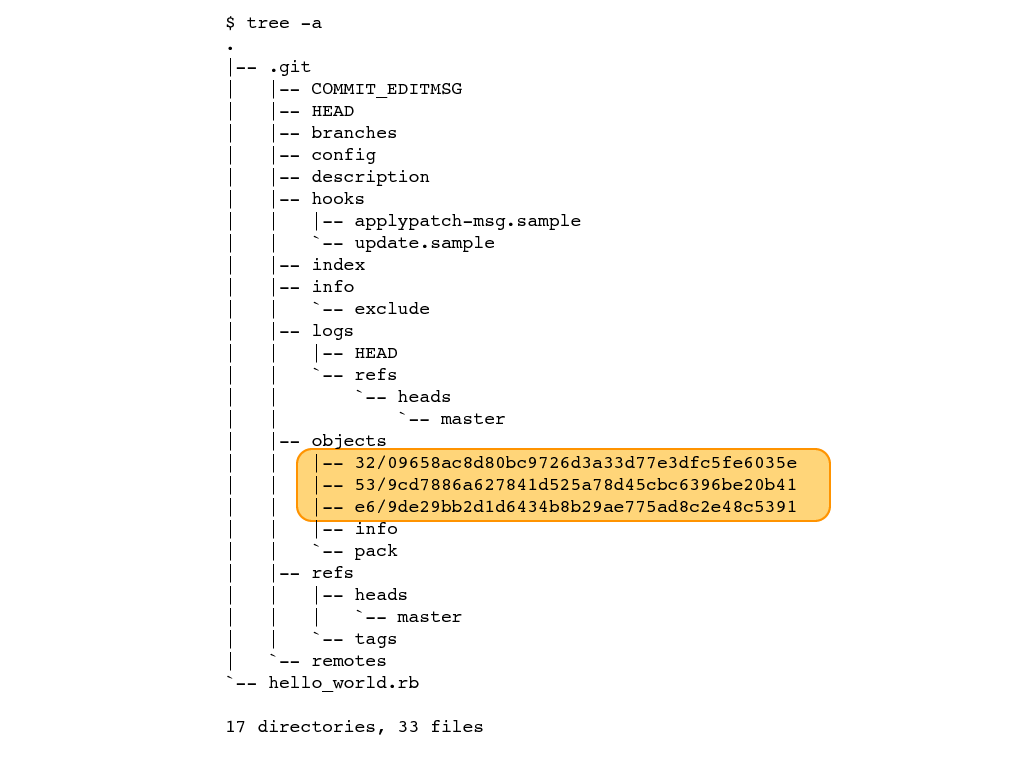 $ tree -a
.
|-- .git
|   |-- COMMIT_EDITMSG
|   |-- HEAD
|   |-- branches
|   |-- config
|   |-- description
|   |-- hooks
|   |   |-- applypatch-msg.sample
|   |   `-- update.sample
|   |-- index
|   |-- info
|   |   `-- exclude
|   |-- logs
|   |   |-- HEAD
|   |   `-- refs
|   |       `-- heads
|   |           `-- master
|   |-- objects
|   |   |-- 32/09658ac8d80bc9726d3a33d77e3dfc5fe6035e
|   |   |-- 53/9cd7886a627841d525a78d45cbc6396be20b41
|   |   |-- e6/9de29bb2d1d6434b8b29ae775ad8c2e48c5391
|   |   |-- info
|   |   `-- pack
|   |-- refs
|   |   |-- heads
|   |   |   `-- master
|   |   `-- tags
|   `-- remotes
`-- hello_world.rb
17 directories, 33 files